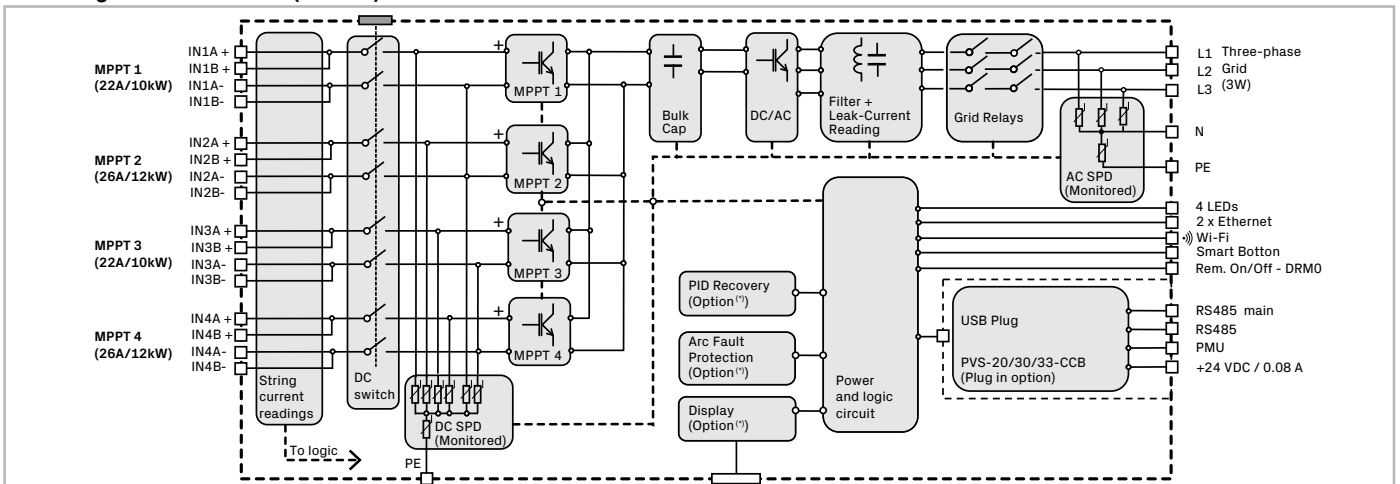 IN1A +
IN1B +
IN1A-
IN1B-
MPPT 1
(22A/10kW)
IN2A +
IN2B +
IN2A-
IN2B-
MPPT 2
(26A/12kW)
IN3A +
IN3B +
IN3A-
IN3B-
MPPT 3
(22A/10kW)
IN4A +
IN4B +
IN4A-
IN4B-
MPPT 4
(26A/12kW)
String
current
readings
To logic
DC
switch
+
MPPT 1
+
MPPT 2
+
MPPT 3
+
MPPT 4
DC SPD
(Monitored)
PE
Bulk
Cap
DC/AC
Filter +
Leak-Current
Reading
Grid Relays
AC SPD
(Monitored)
L1 Three-phase
L2 Grid
L3 (3W)
N
PE
PID Recovery
(Option(*))
Arc Fault
Protection
(Option(*))
Display
(Option(*))
Power
and logic
circuit
4 LEDs
2 x Ethernet
Wi-Fi
Smart Botton
Rem. On/Off - DRM0
USB Plug
PVS-20/30/33-CCB
(Plug in option)
RS485 main
RS485
PMU
+24 VDC / 0.08 A